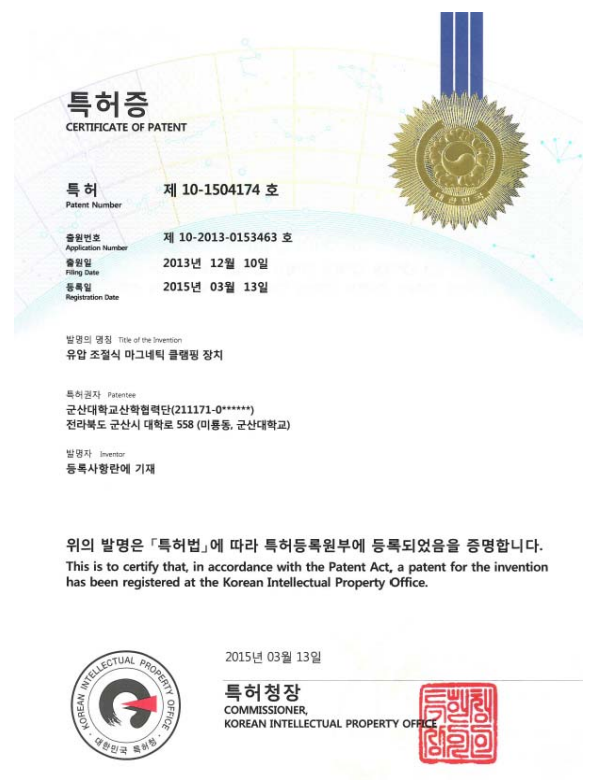 특허증
CERTIFICATE OF PATENT
특 허 제 10-1504174 호
Patent Number
출원번호 제 10-2013-0153463 호
Application Number
출원일 2013년 12월 10일
Filing Date
등록일 2015년 03월 13일
Registration Date
발명의 명칭 Title of the Invention
유압 조절식 마그네틱 클램핑 장치
특허권자 Patentee
군산대학교산학협력단(211171-0******)
전라북도 군산시 대학로 558 (미룡동, 군산대학교)
발명자 Inventor
등록사항란에 기재
위의 발명은 「특허법」에 따라 특허등록원부에 등록되었음을 증명합니다.
This is to certify that, in accordance with the Patent Act, a patent for the invention
has been registered at the Korean Intellectual Property Office.
2015년 03월 13일
특허청장
COMMISSIONER,
KOREAN INTELLECTUAL PROPERTY OFFICE
KOREAN INTELLECTUAL PROPERTY OFFICE
대한민국 특허청
대한민국